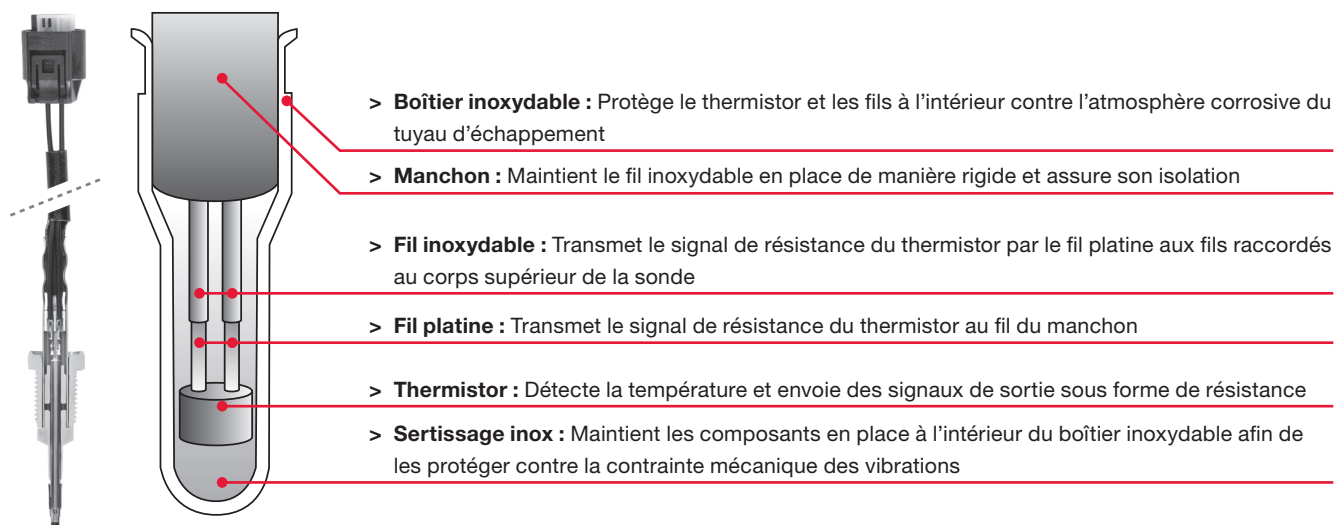 > Boîtier inoxydable : Protège le thermistor et les fils à l’intérieur contre l’atmosphère corrosive du
tuyau d’échappement
> Manchon : Maintient le fil inoxydable en place de manière rigide et assure son isolation
> Fil inoxydable : Transmet le signal de résistance du thermistor par le fil platine aux fils raccordés
au corps supérieur de la sonde
> Fil platine : Transmet le signal de résistance du thermistor au fil du manchon
> Thermistor : Détecte la température et envoie des signaux de sortie sous forme de résistance
> Sertissage inox : Maintient les composants en place à l’intérieur du boîtier inoxydable afin de
les protéger contre la contrainte mécanique des vibrations